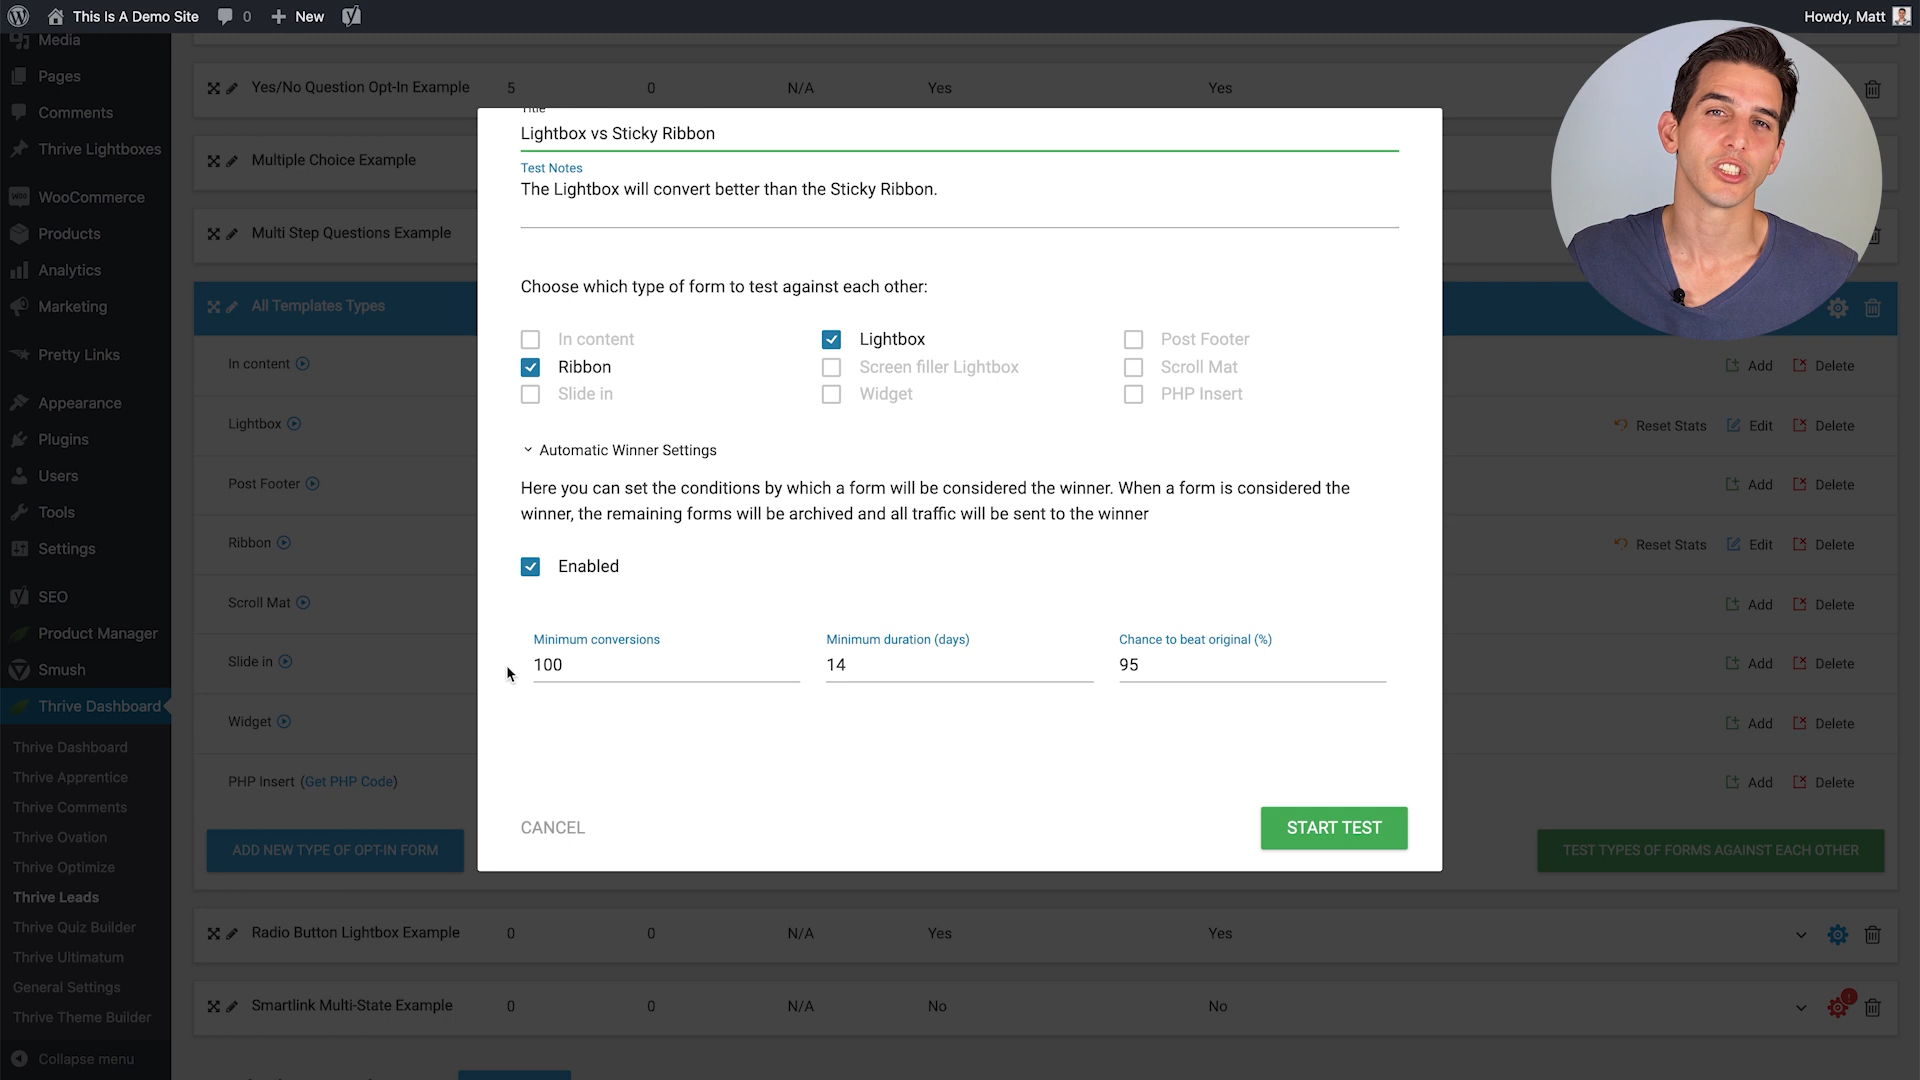 This Is A Demo Site 0 New Howdy, Matt
Media
Pages
Comments
Thrive Lightboxes
WooCommerce
Products
Analytics
Marketing
Pretty Links
Appearance
Plugins
Users
Tools
Settings
SEO
Product Manager
Smush
Thrive Dashboard
Thrive Dashboard
Thrive Apprentice
Thrive Comments
Thrive Ovation
Thrive Optimize
Thrive Leads
Thrive Quiz Builder
Thrive Ultimatum
General Settings
Thrive Theme Builder
Collapse menu
Yes/No Question Opt-In Example 5 0 N/A Yes Yes
Multiple Choice Example
Multi Step Questions Example
All Templates Types
In content Add Delete
Lightbox Reset Stats Edit Delete
Post Footer Add Delete
Ribbon Reset Stats Edit Delete
Scroll Mat Add Delete
Slide in Add Delete
Widget Add Delete
PHP Insert (Get PHP Code) Add Delete
ADD NEW TYPE OF OPT-IN FORM TEST TYPES OF FORMS AGAINST EACH OTHER
Radio Button Lightbox Example 0 0 N/A Yes Yes
Smartlink Multi-State Example 0 0 N/A No No
Title
Lightbox vs Sticky Ribbon
Test Notes
The Lightbox will convert better than the Sticky Ribbon.
Choose which type of form to test against each other:
In content Lightbox Post Footer
Ribbon Screen filler Lightbox Scroll Mat
Slide in Widget PHP Insert
Automatic Winner Settings
Here you can set the conditions by which a form will be considered the winner. When a form is considered the
winner, the remaining forms will be archived and all traffic will be sent to the winner
Enabled
Minimum conversions Minimum duration (days) Chance to beat original (%)
100 14 95
CANCEL START TEST